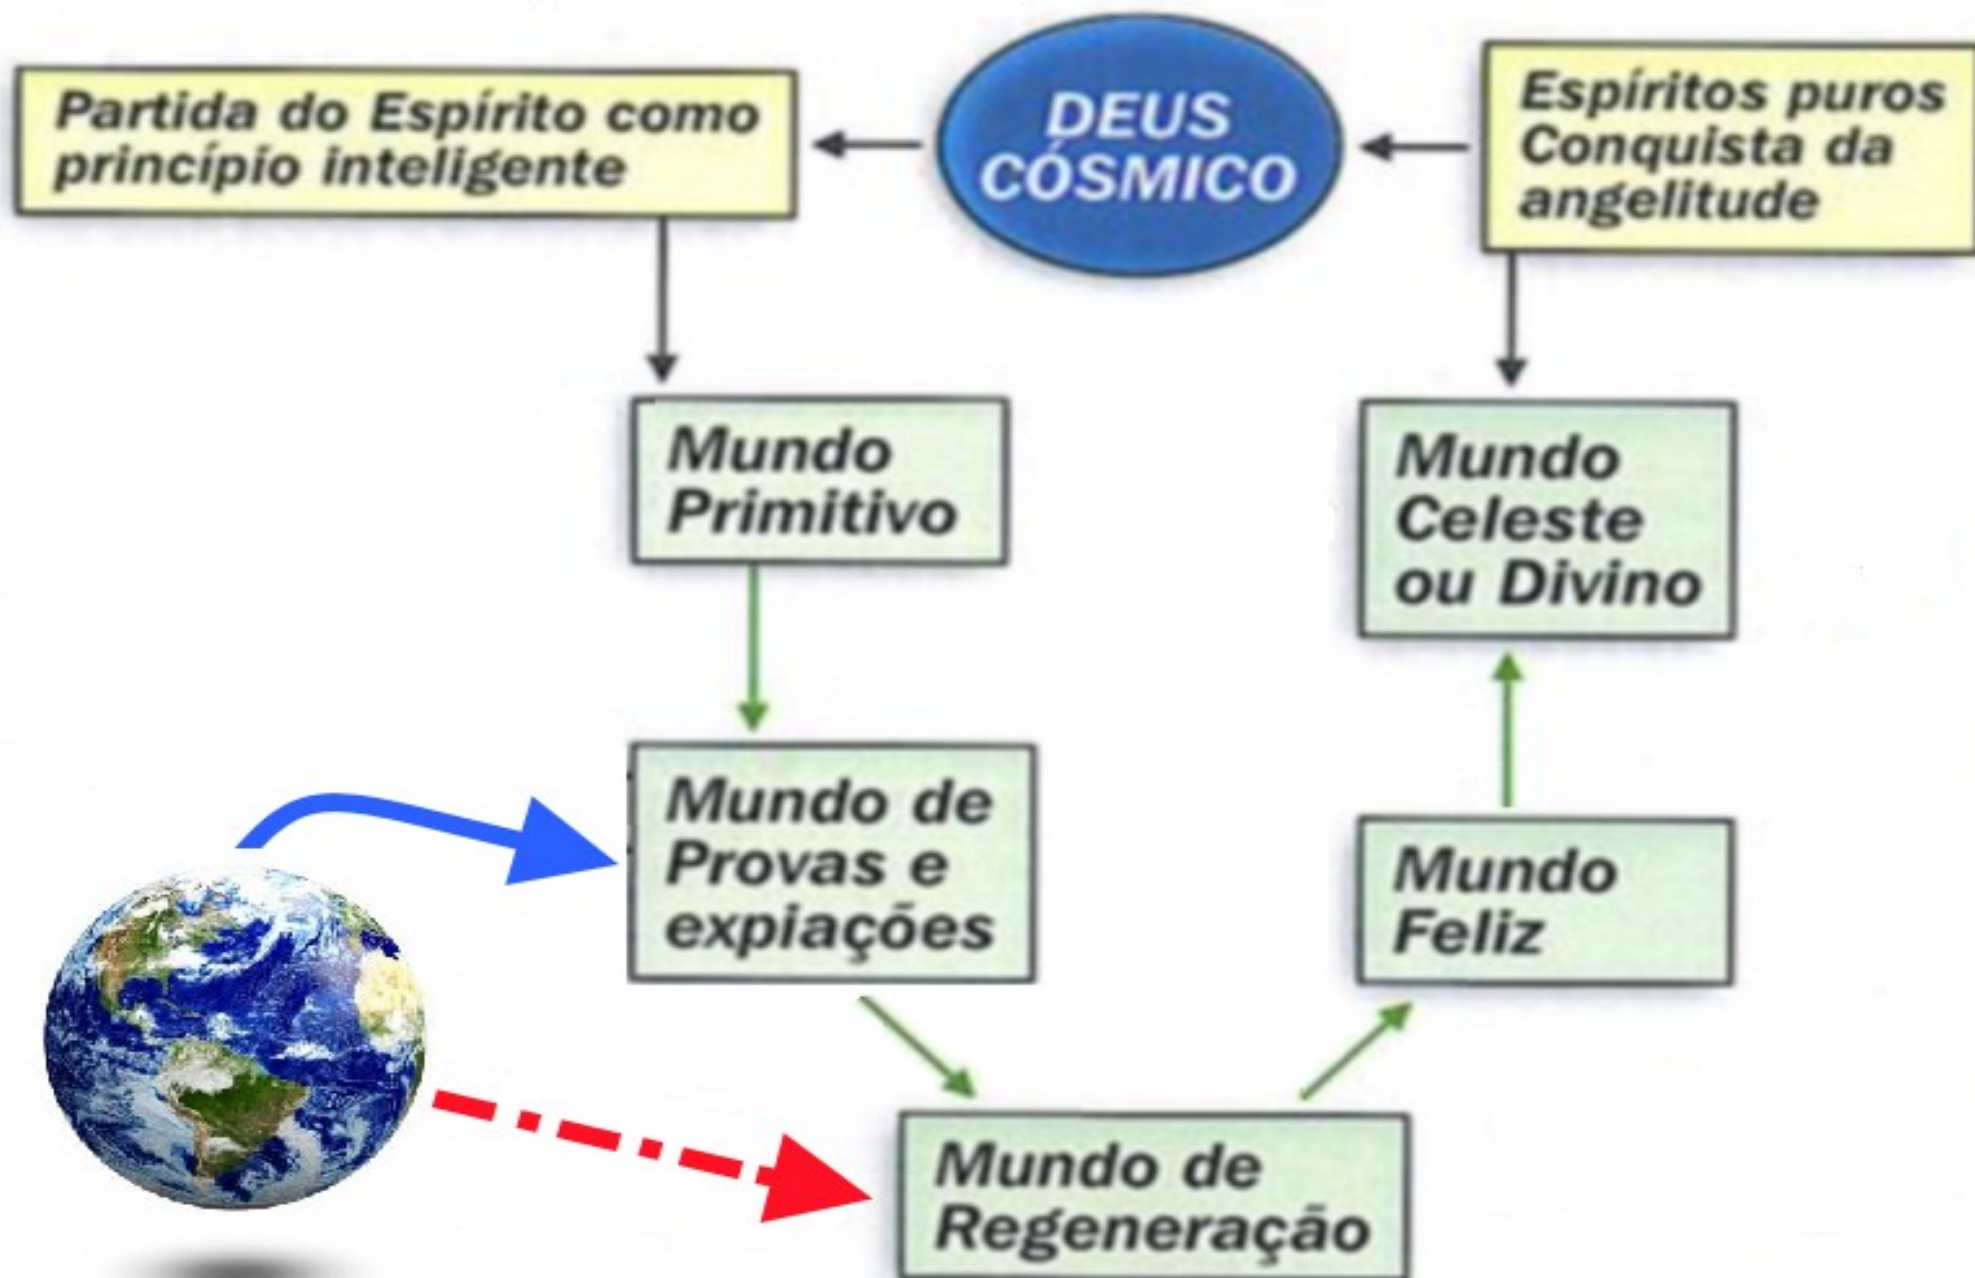 Partida do Espírito como
princípio inteligente
DEUS
CÓSMICO
Espíritos puros
Conquista da
angelitude
Mundo
Primitivo
Mundo
Celeste
ou Divino
Mundo de
Provas e
expiações
Mundo
Feliz
Mundo de
Regeneração